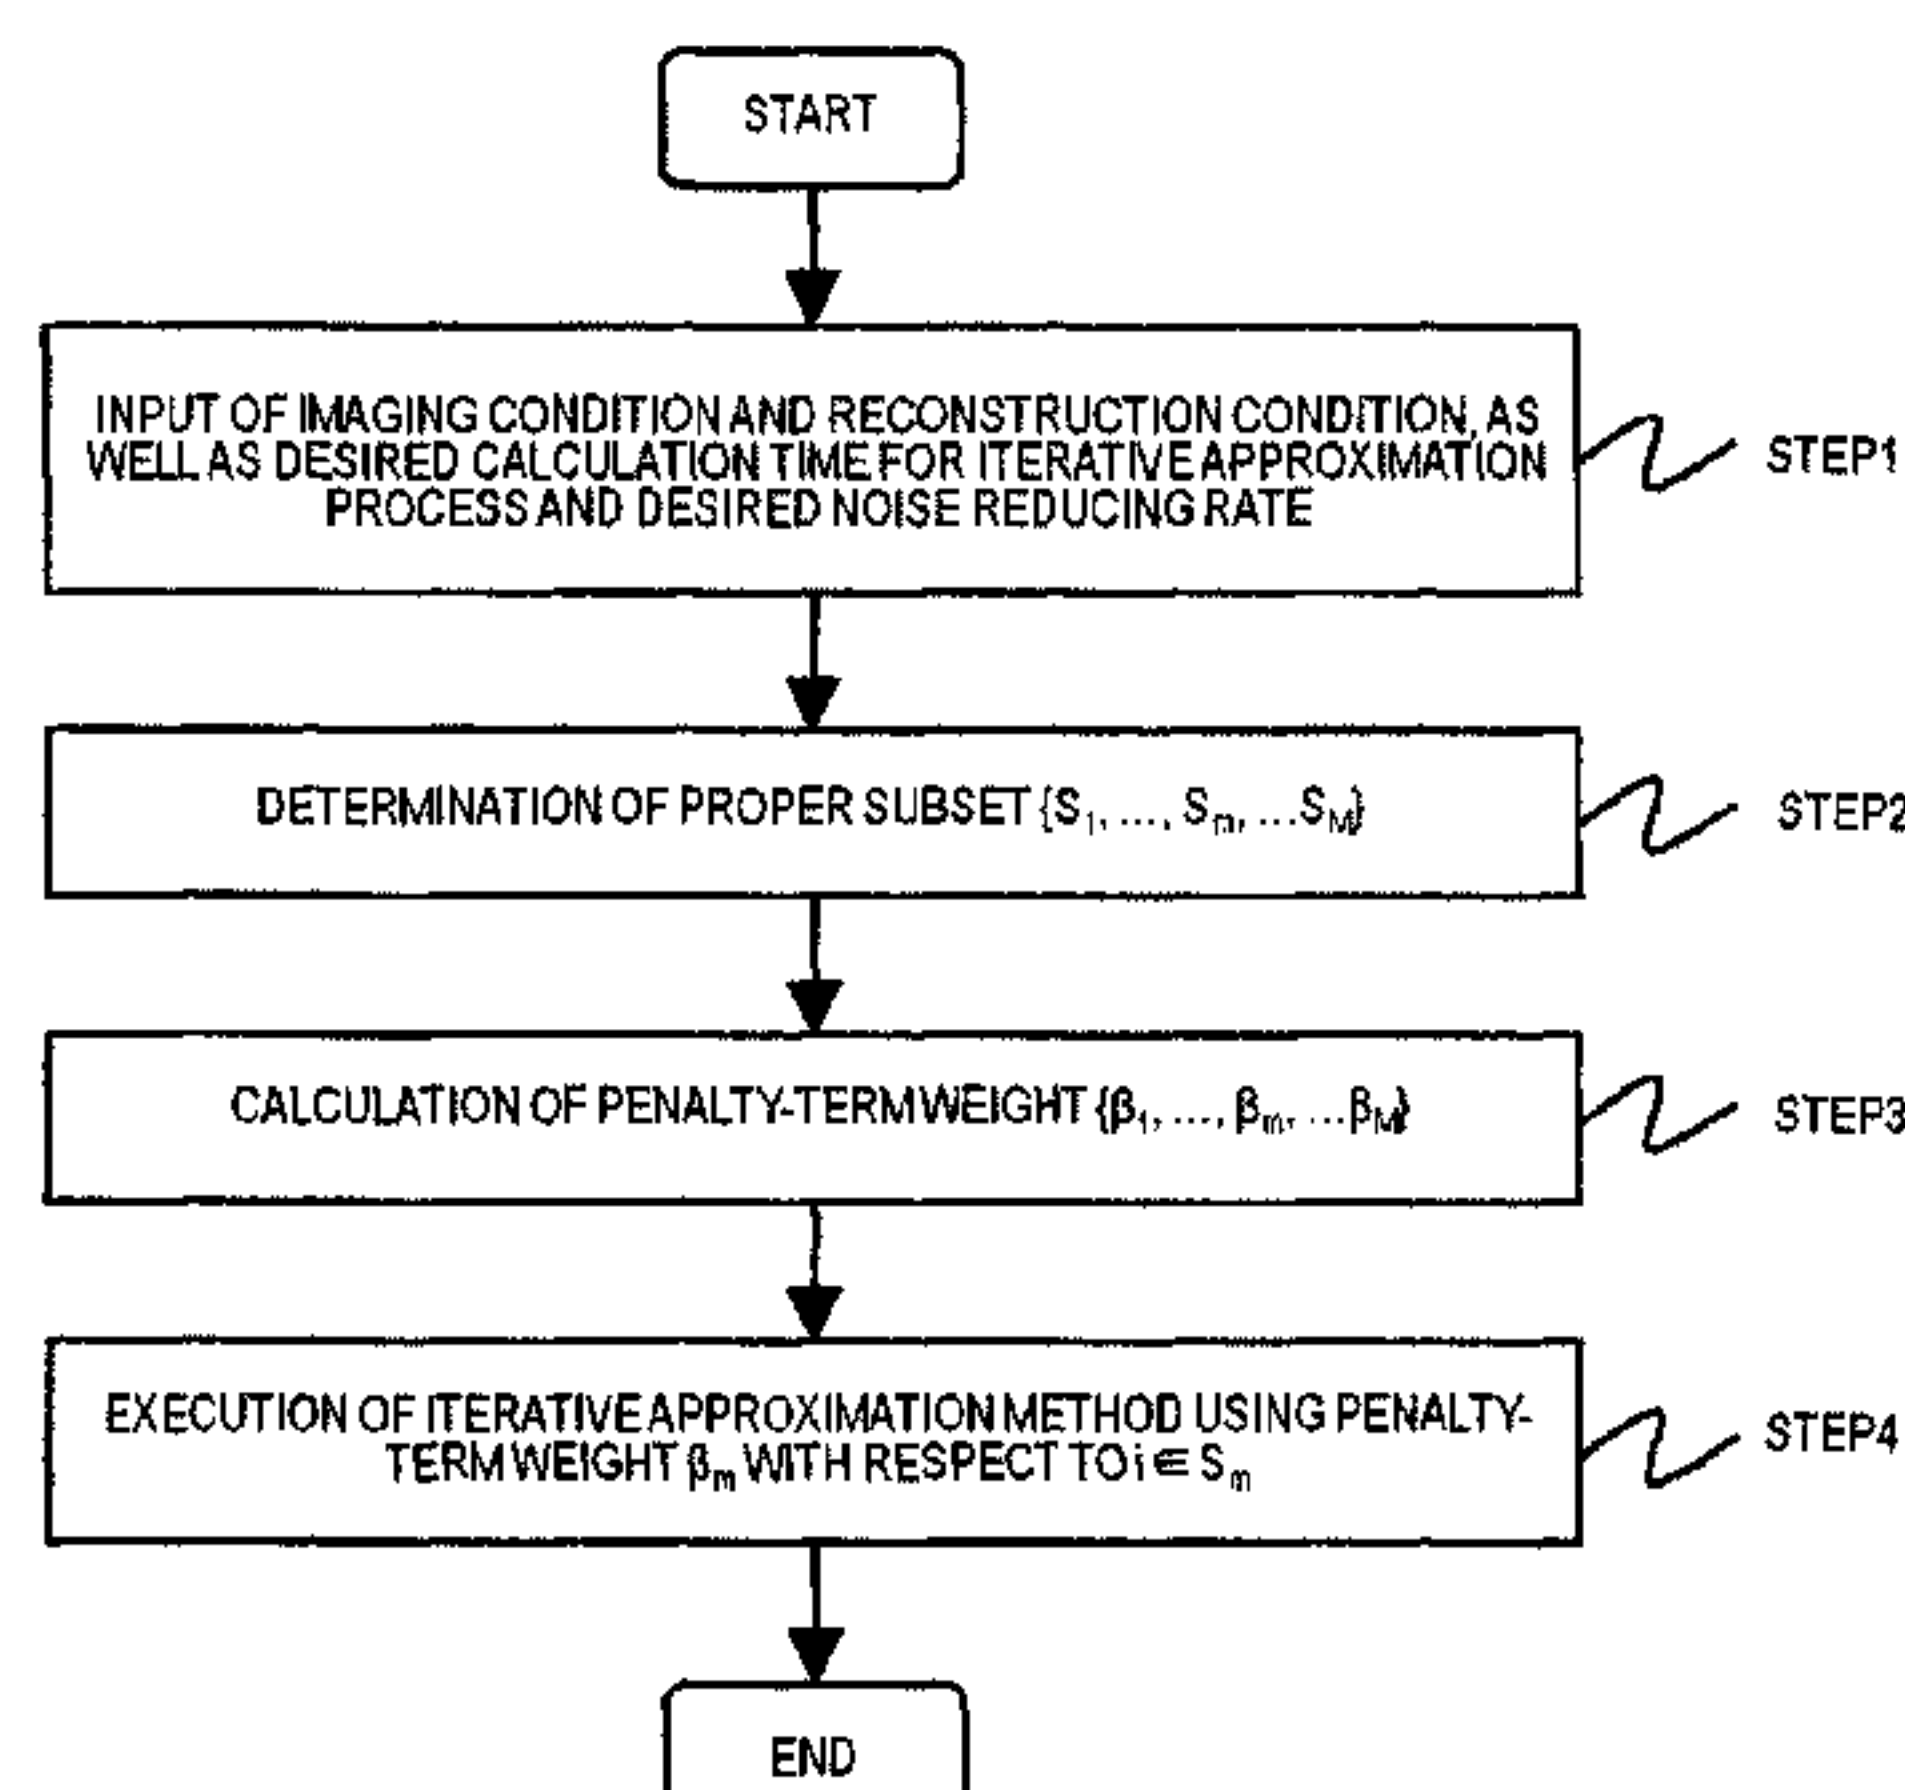 START
INPUT OF IMAGING CONDITION AND RECONSTRUCTION CONDITION, AS
WELL AS DESIRED CALCULATION TIME FOR ITERATIVE APPROXIMATION
PROCESS AND DESIRED NOISE REDUCING RATE
STEP1
DETERMINATION OF PROPER SUBSET {S₁, ..., Sₘ, ...S_M}
STEP2
CALCULATION OF PENALTY-TERM WEIGHT {β₁, ..., βₘ, ...β_M}
STEP3
EXECUTION OF ITERATIVE APPROXIMATION METHOD USING PENALTY-
TERM WEIGHT βₘ WITH RESPECT TO i ∈ Sₘ
STEP4
END